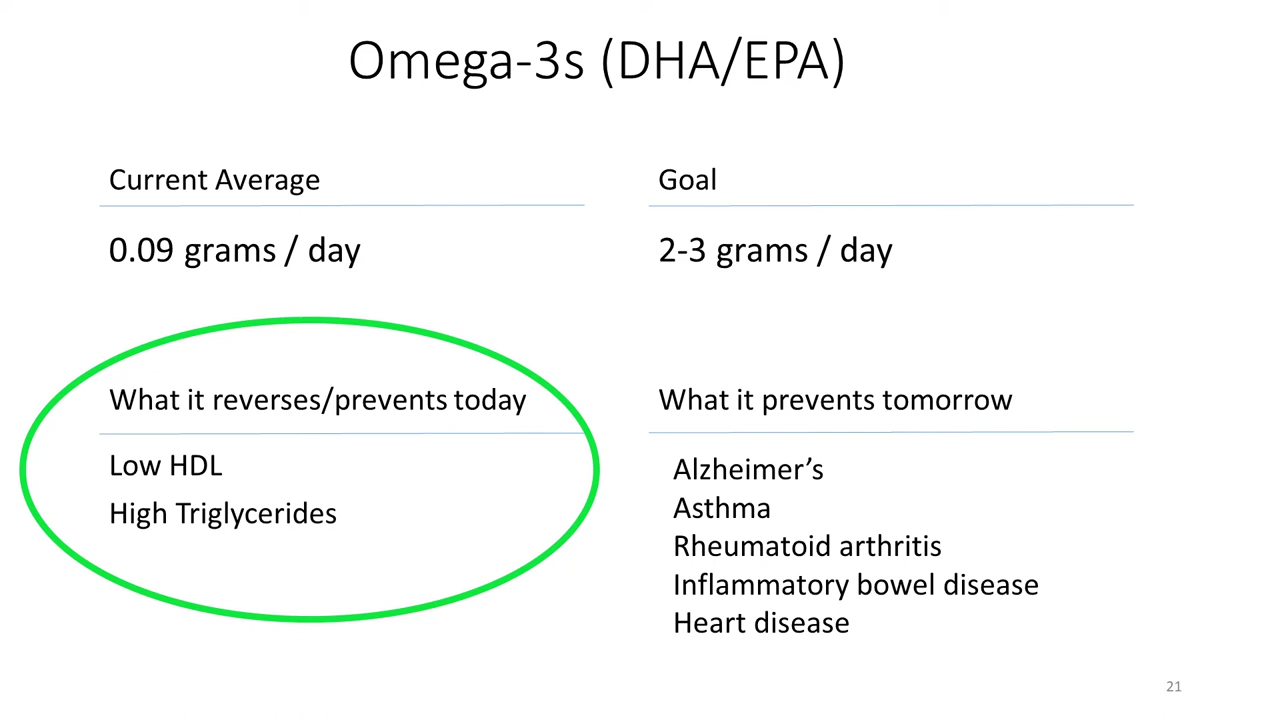 Omega-3s (DHA/EPA)
Current Average
0.09 grams / day
Goal
2-3 grams / day
What it reverses/prevents today
Low HDL
High Triglycerides
What it prevents tomorrow
Alzheimer’s
Asthma
Rheumatoid arthritis
Inflammatory bowel disease
Heart disease
21